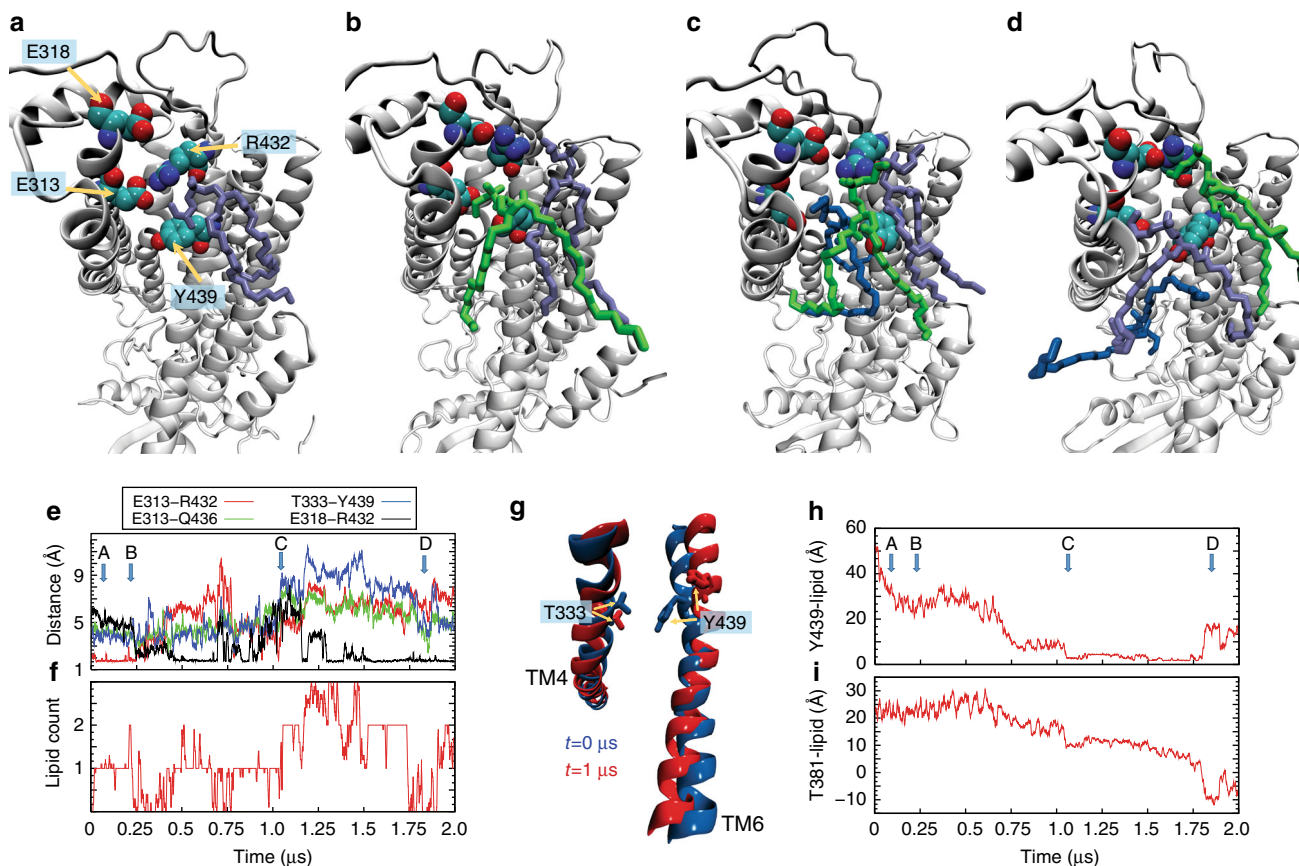 a
b
c
d
E318
R432
E313
Y439
E313–R432
T333–Y439
E313–Q436
E318–R432
e
A B C D
Distance (Å)
9
5
1
f
Lipid count
2
1
0 0.25 0.5 0.75 1.0 1.25 1.5 1.75 2.0
Time (μs)
g
T333
Y439
TM4
t=0 μs
t=1 μs
TM6
h
A B C D
Y439-lipid (Å)
60
40
20
0
i
T381-lipid (Å)
30
20
10
0
−10
0 0.25 0.5 0.75 1.0 1.25 1.5 1.75 2.0
Time (μs)